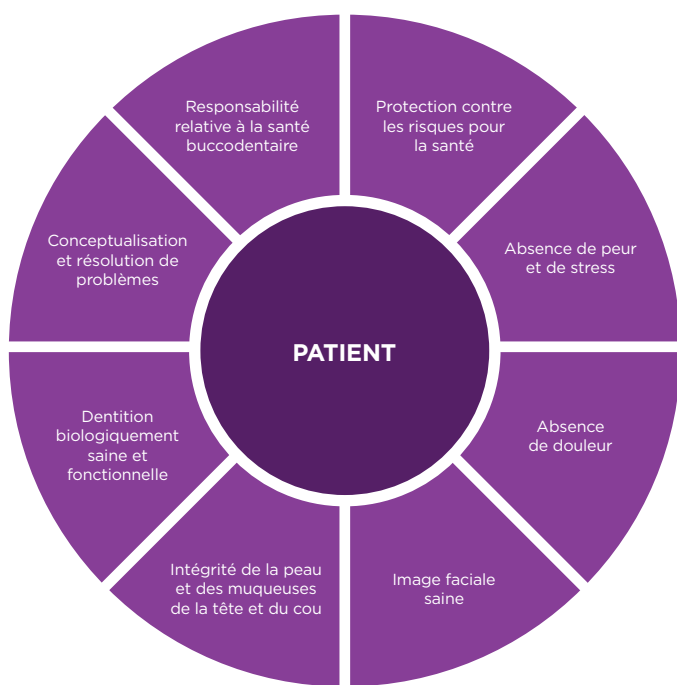 Responsabilité
relative à la santé
buccodentaire
Protection contre
les risques pour
la santé
Absence de peur
et de stress
Absence
de douleur
Image faciale
saine
Intégrité de la peau
et des muqueuses
de la tête et du cou
Dentition
biologiquement
saine et
fonctionnelle
Conceptualisation
et résolution de
problèmes
PATIENT